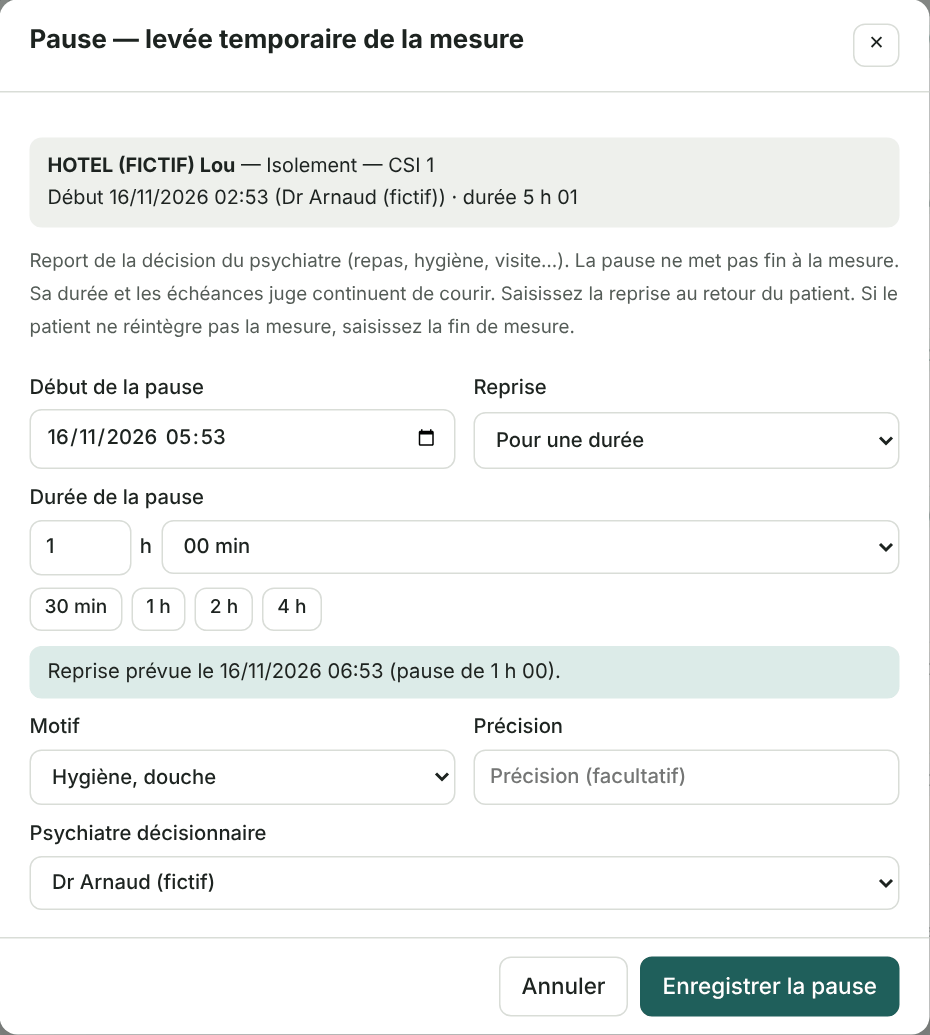 Pause — levée temporaire de la mesure
×
HOTEL (FICTIF) Lou — Isolement — CSI 1
Début 16/11/2026 02:53 (Dr Arnaud (fictif)) · durée 5 h 01
Report de la décision du psychiatre (repas, hygiène, visite…). La pause ne met pas fin à la mesure.
Sa durée et les échéances juge continuent de courir. Saisissez la reprise au retour du patient. Si le
patient ne réintègre pas la mesure, saisissez la fin de mesure.
Début de la pause
Reprise
16/11/2026 05:53
Pour une durée
Durée de la pause
1 h 00 min
30 min 1 h 2 h 4 h
Reprise prévue le 16/11/2026 06:53 (pause de 1 h 00).
Motif
Précision
Hygiène, douche
Précision (facultatif)
Psychiatre décisionnaire
Dr Arnaud (fictif)
Annuler
Enregistrer la pause